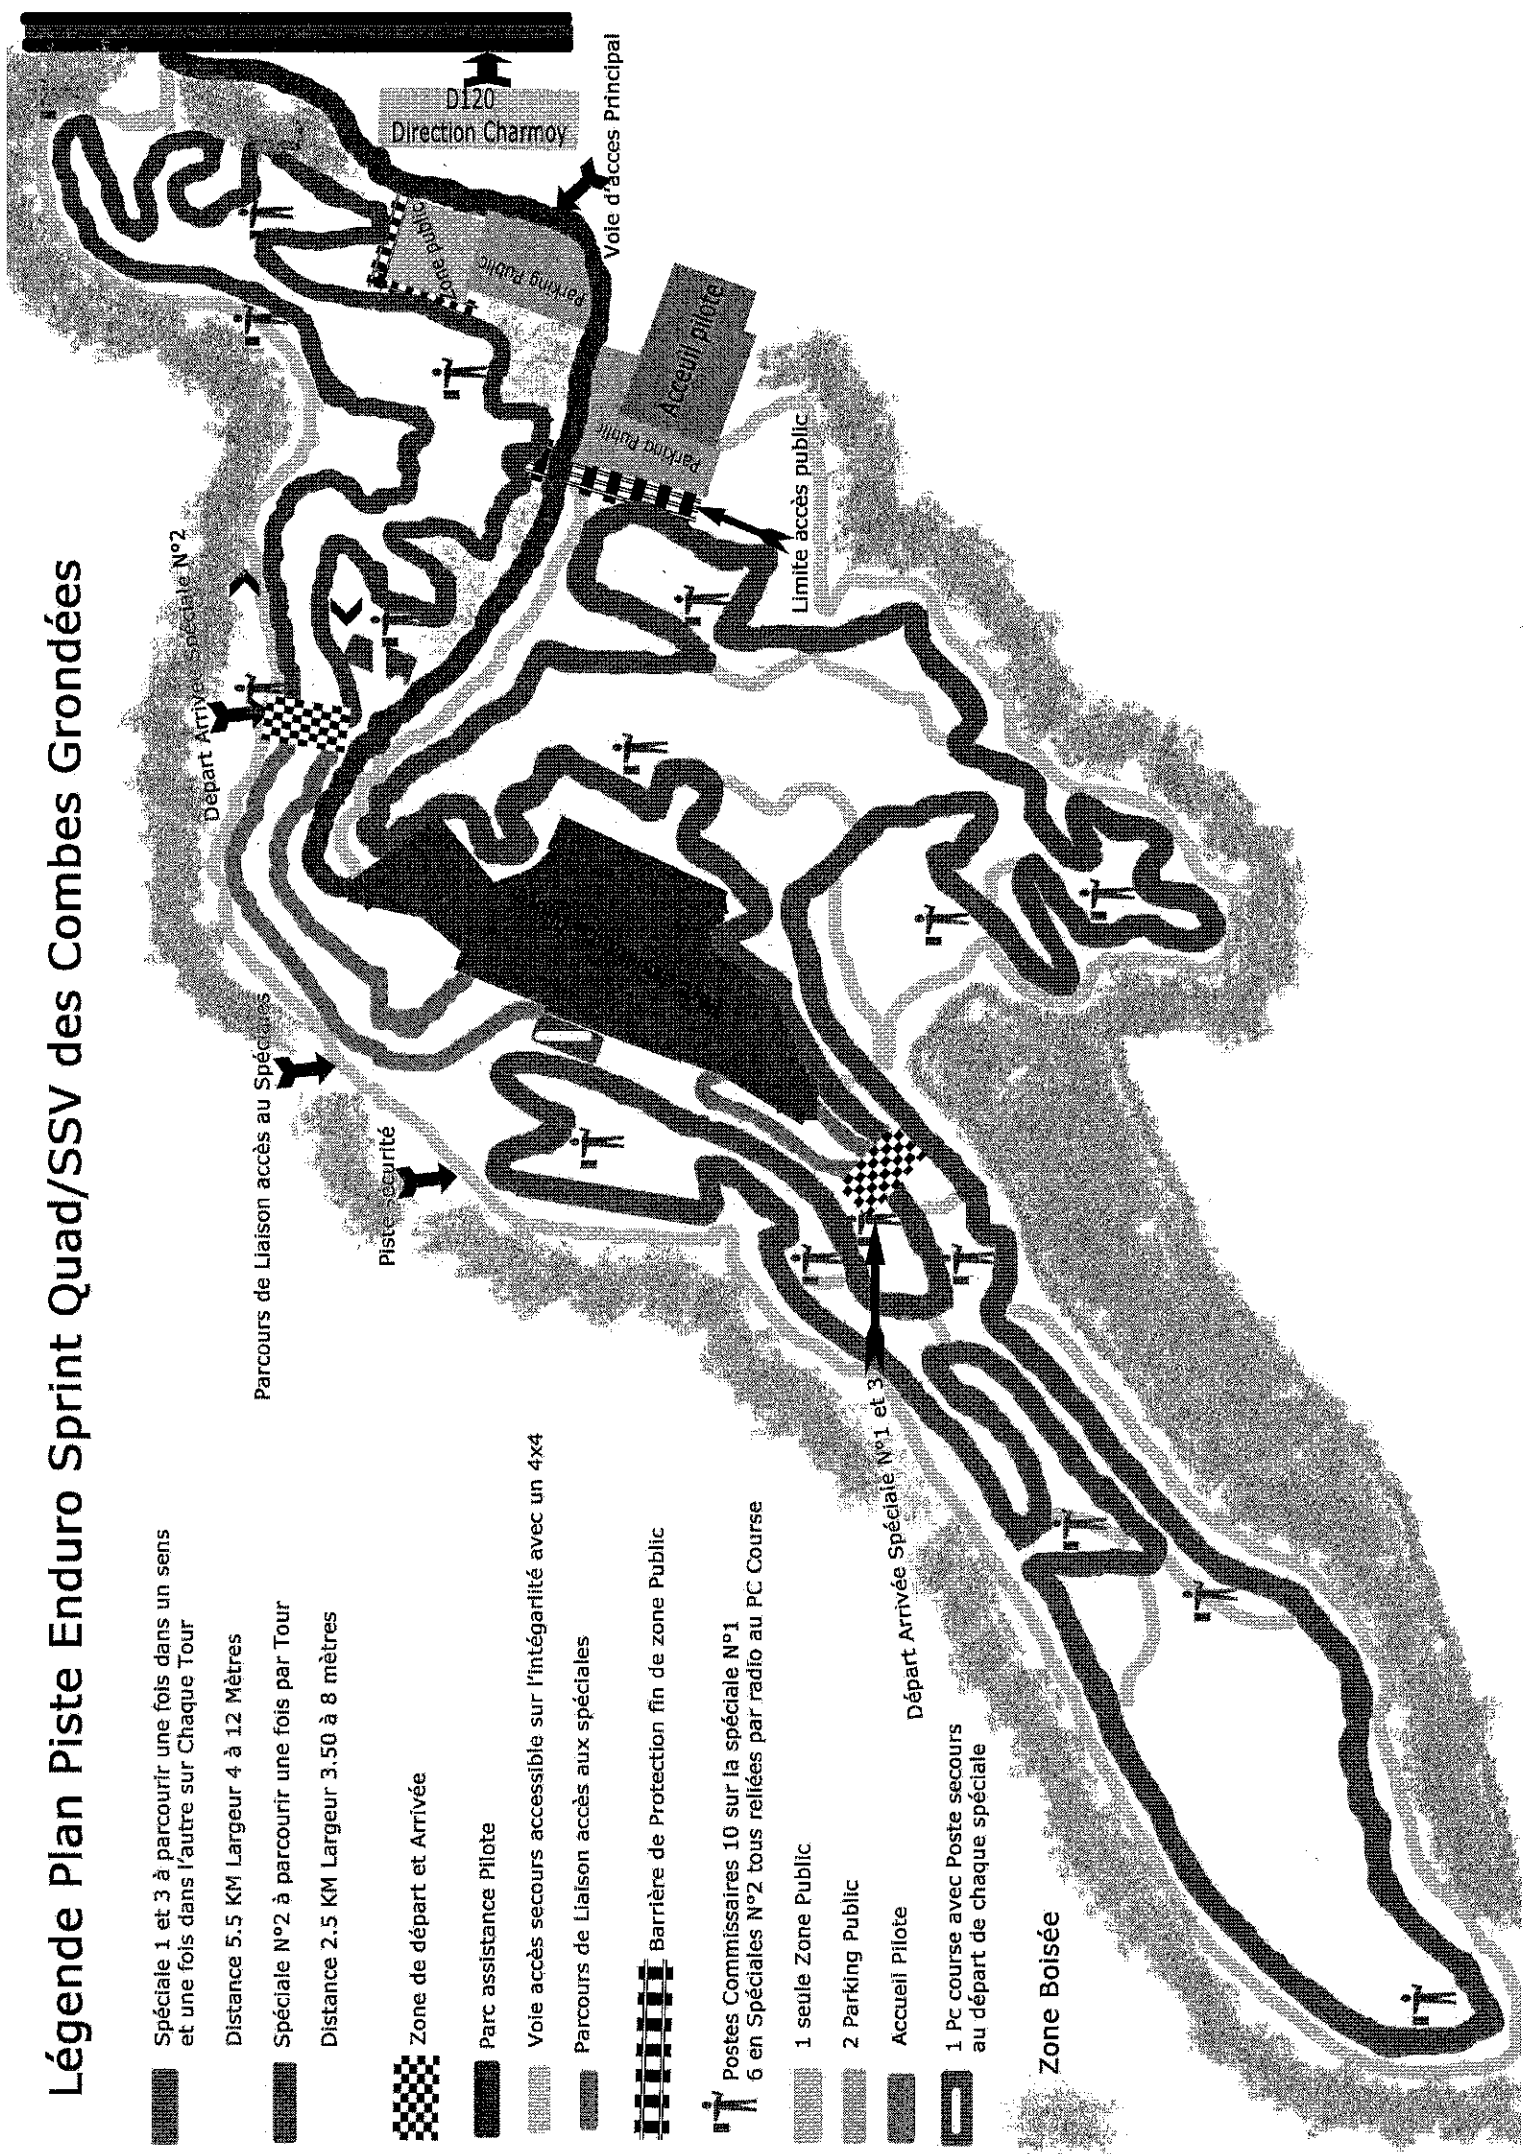 Légende Plan Piste Enduro Sprint Quad/SSV des Combes Grondées
Spéciale 1 et 3 à parcourir une fois dans un sens
et une fois dans l'autre sur Chaque Tour
Distance 5.5 KM Largeur 4 à 12 Mètres
Spéciale N°2 à parcourir une fois par Tour
Distance 2.5 KM Largeur 3.50 à 8 mètres
Zone de départ et Arrivée
Parc assistance Pilote
Voie accès secours accessible sur l'intégarité avec un 4x4
Parcours de Liaison accès aux spéciales
Barrière de Protection fin de zone Public
Postes Commissaires 10 sur la spéciale N°1
6 en Spéciales N°2 tous reliées par radio au PC Course
1 seule Zone Public
2 Parking Public
Accueil Pilote
1 Pc course avec Poste secours
au départ de chaque spéciale
Zone Boisée
Parcours de Liaison accès au Spéciales
Piste sécurité
Départ Arrivée Spéciale N°2
Départ Arrivée Spéciale N°1 et 3
D120
Direction Charmoy
Voie d'acces Principal
Zone public
Parking Public
Parking Public
Acceuil pilote
Limite accès public